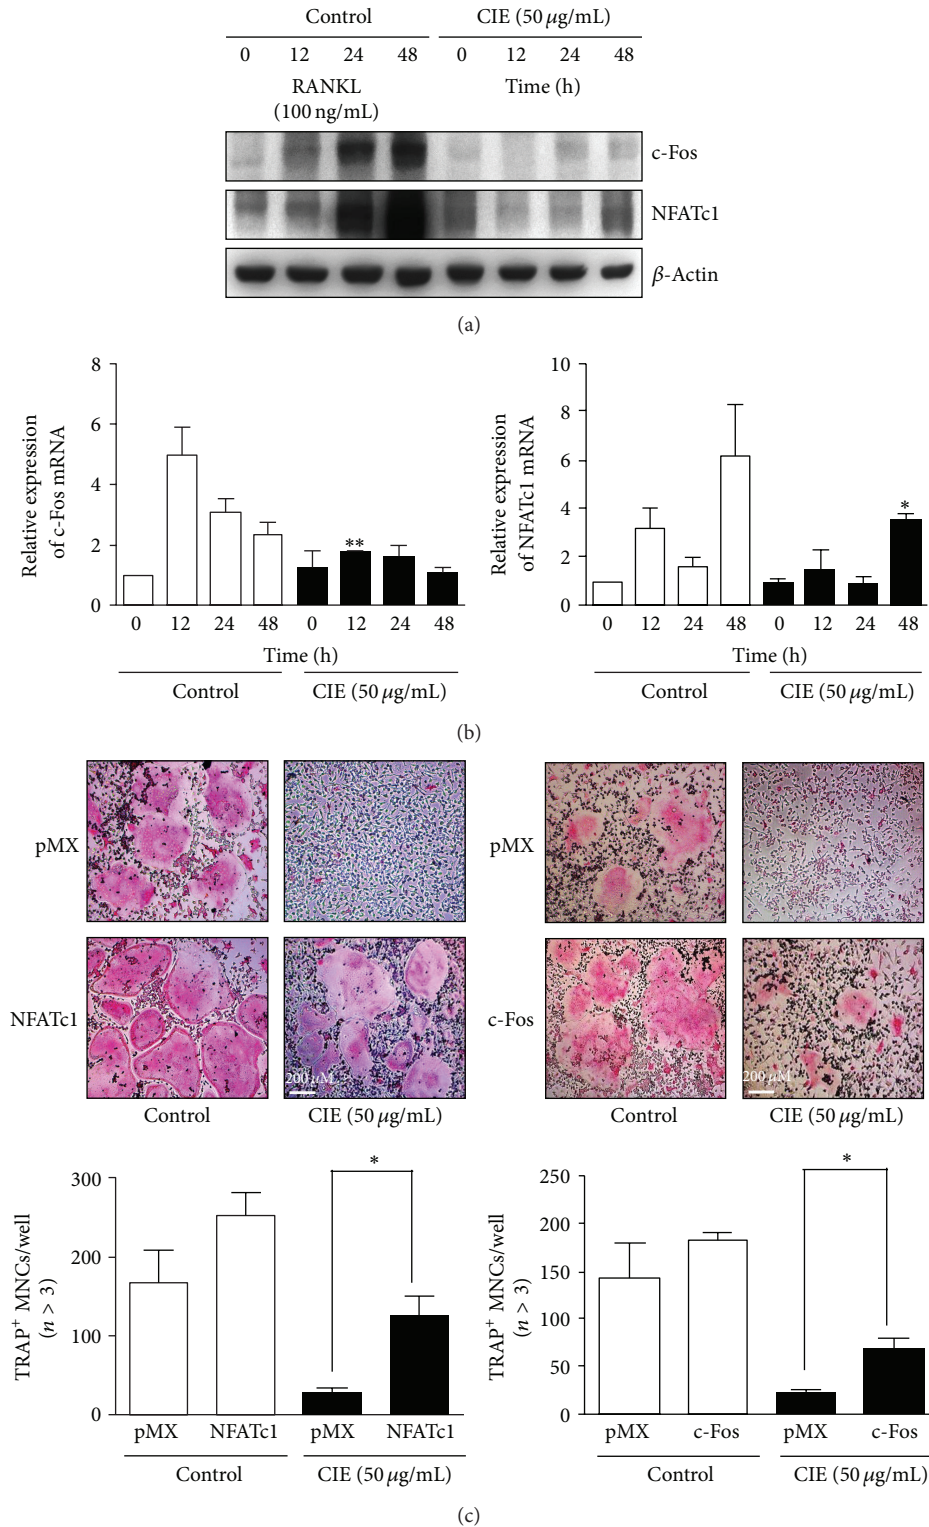 Control CIE (50 μg/mL)
0 12 24 48 0 12 24 48
RANKL Time (h)
(100 ng/mL)
c-Fos
NFATc1
β-Actin
(a)
Relative expression
of c-Fos mRNA
8
6
4
2
0
**
0 12 24 48 0 12 24 48
Time (h)
Control CIE (50 μg/mL)
Relative expression
of NFATc1 mRNA
10
8
6
4
2
0
*
0 12 24 48 0 12 24 48
Time (h)
Control CIE (50 μg/mL)
(b)
pMX
NFATc1
200 μM
Control CIE (50 μg/mL)
pMX
c-Fos
200 μM
Control CIE (50 μg/mL)
TRAP+ MNCs/well
(n > 3)
300
200
100
0
*
pMX NFATc1 pMX NFATc1
Control CIE (50 μg/mL)
TRAP+ MNCs/well
(n > 3)
250
200
150
100
50
0
*
pMX c-Fos pMX c-Fos
Control CIE (50 μg/mL)
(c)